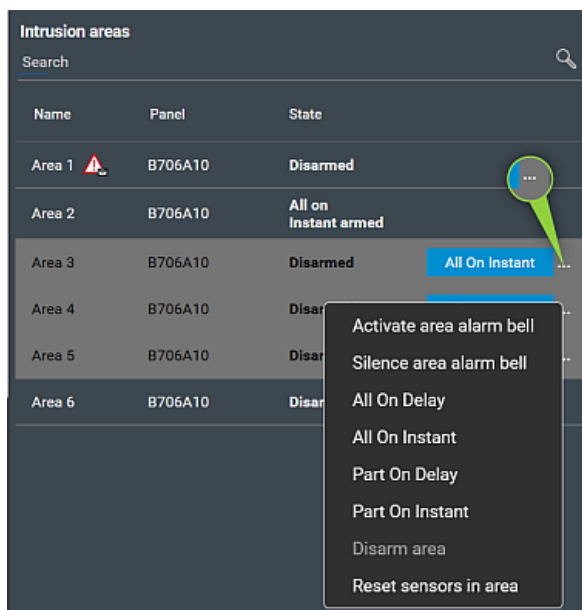 Intrusion areas
Search
Name Panel State
Area 1 B706A10 Disarmed
...
Area 2 B706A10 All on
Instant armed
Area 3 B706A10 Disarmed All On Instant ...
Area 4 B706A10
Area 5 B706A10
Area 6 B706A10
Activate area alarm bell
Silence area alarm bell
All On Delay
All On Instant
Part On Delay
Part On Instant
Disarm area
Reset sensors in area